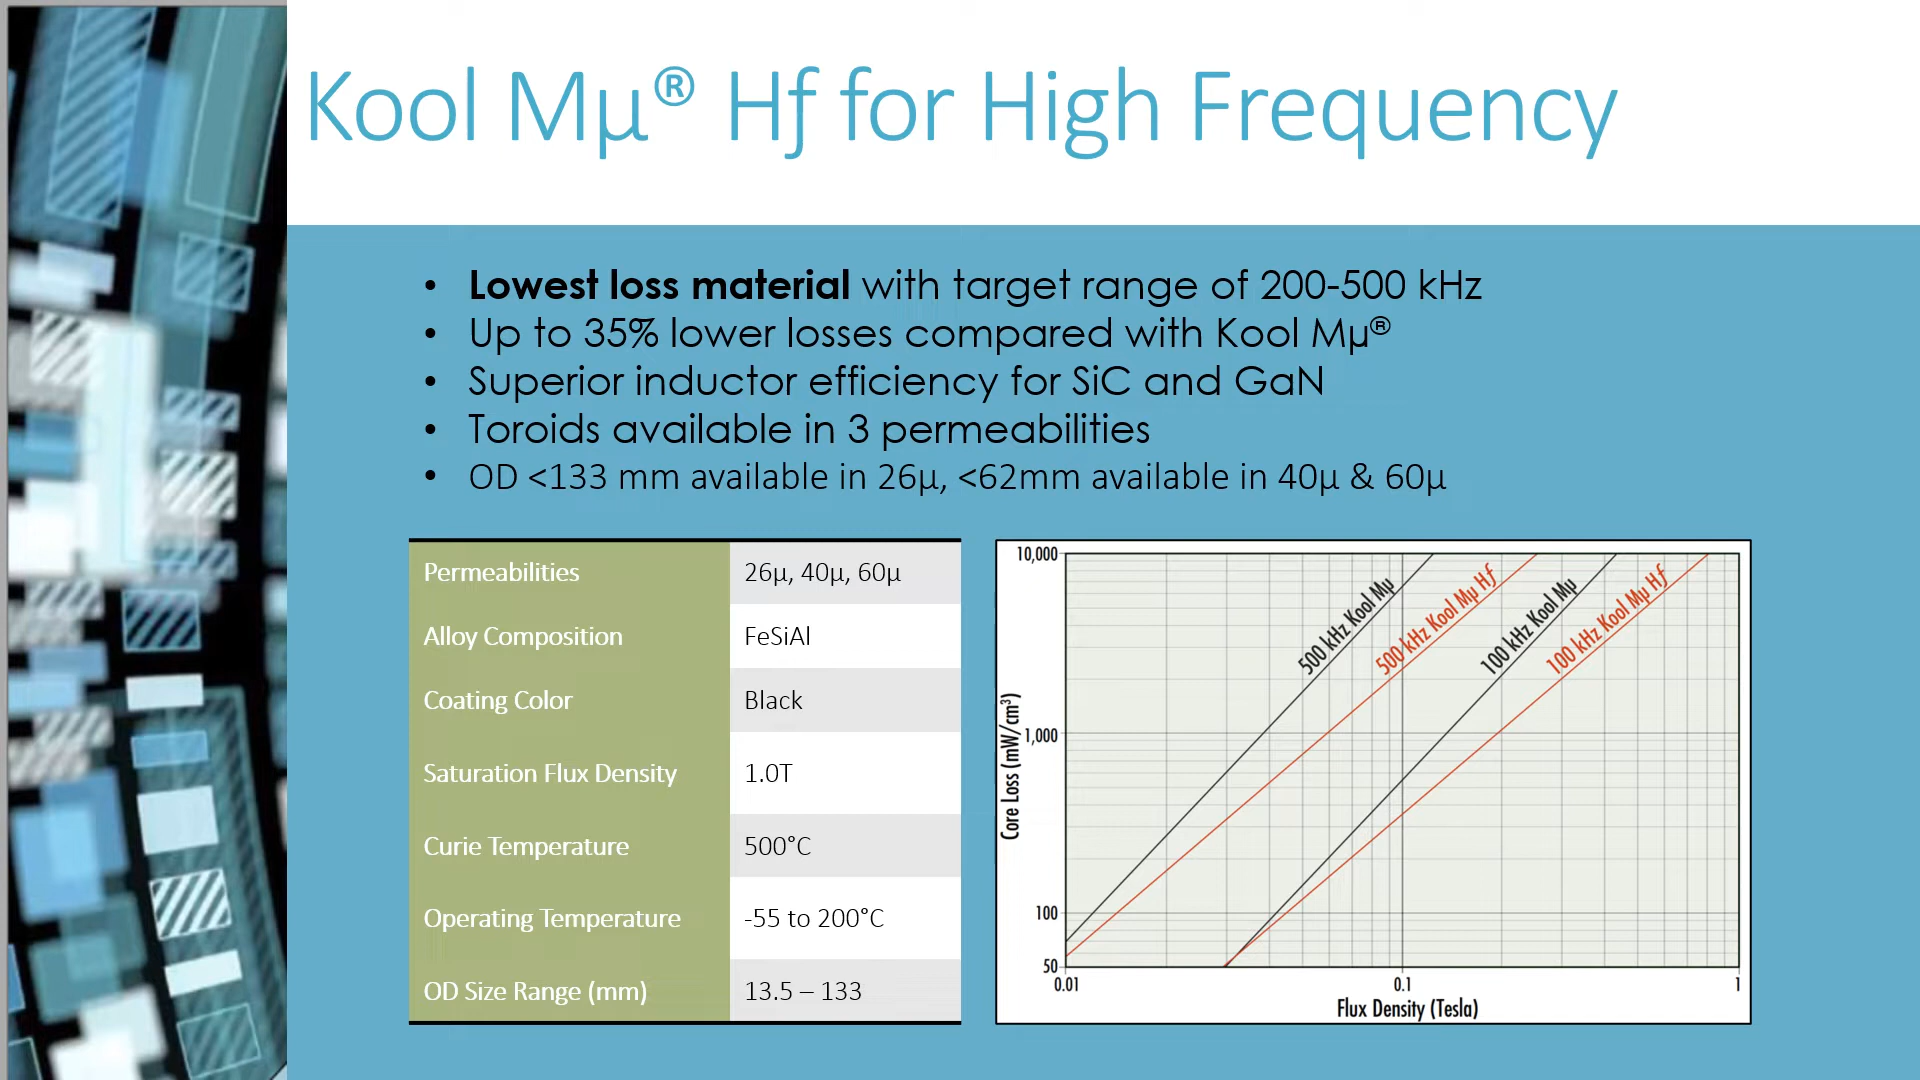 Kool Mµ® Hƒ for High Frequency
• Lowest loss material with target range of 200-500 kHz
• Up to 35% lower losses compared with Kool Mµ®
• Superior inductor efficiency for SiC and GaN
• Toroids available in 3 permeabilities
• OD <133 mm available in 26µ, <62mm available in 40µ & 60µ
Permeabilities 26µ, 40µ, 60µ
Alloy Composition FeSiAl
Coating Color Black
Saturation Flux Density 1.0T
Curie Temperature 500°C
Operating Temperature -55 to 200°C
OD Size Range (mm) 13.5 – 133
Core Loss (mW/cm³)
10,000
1,000
100
50
500 kHz Kool Mµ
500 kHz Kool Mµ Hƒ
100 kHz Kool Mµ
100 kHz Kool Mµ Hƒ
0.01 0.1 1
Flux Density (Tesla)